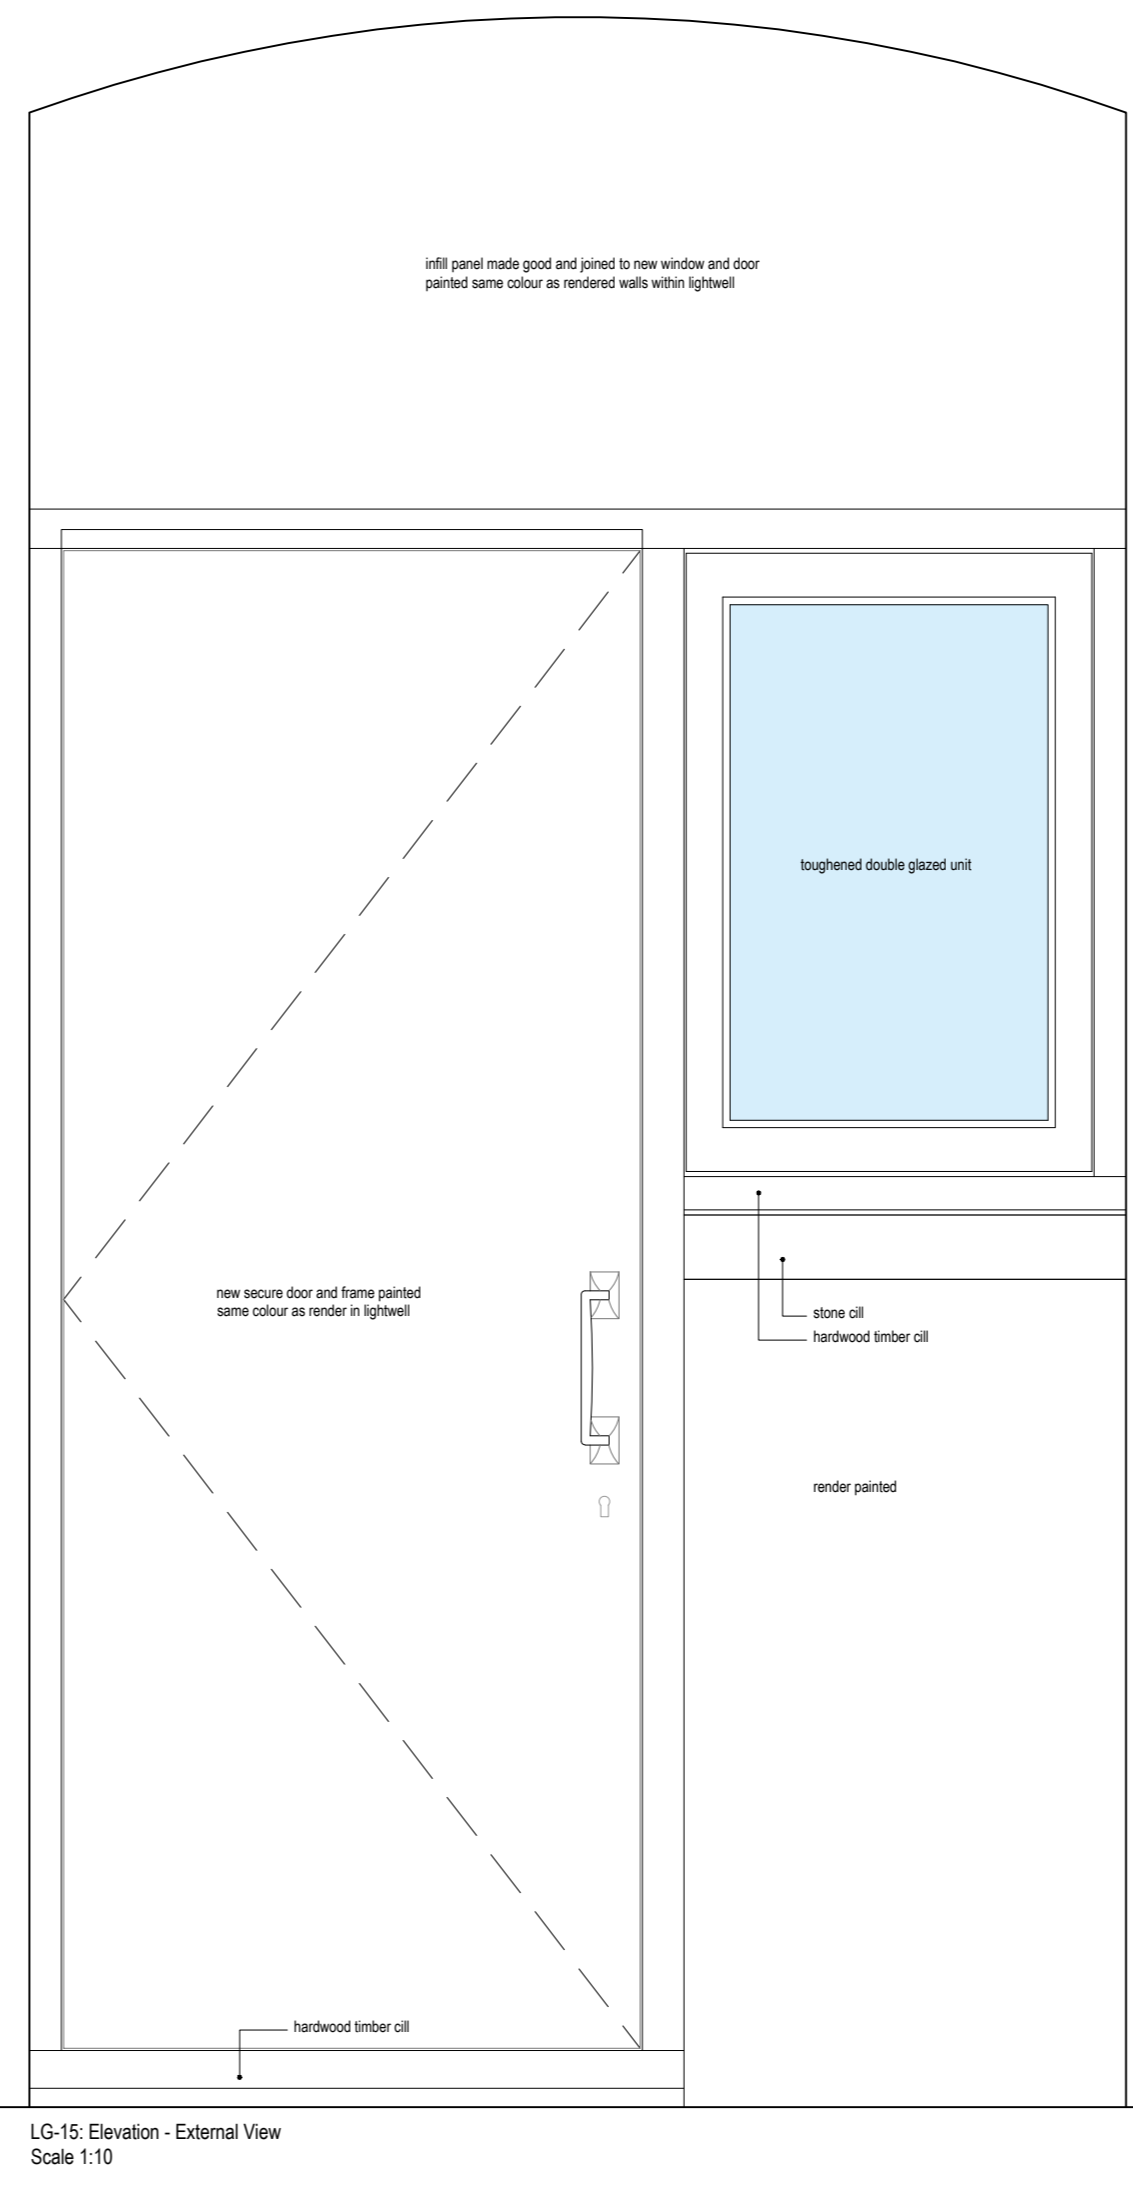 infill panel made good and joined to new window and door
painted same colour as rendered walls within lightwell
toughened double glazed unit
new secure door and frame painted
same colour as render in lightwell
stone cill
hardwood timber cill
render painted
hardwood timber cill
LG-15: Elevation - External View
Scale 1:10